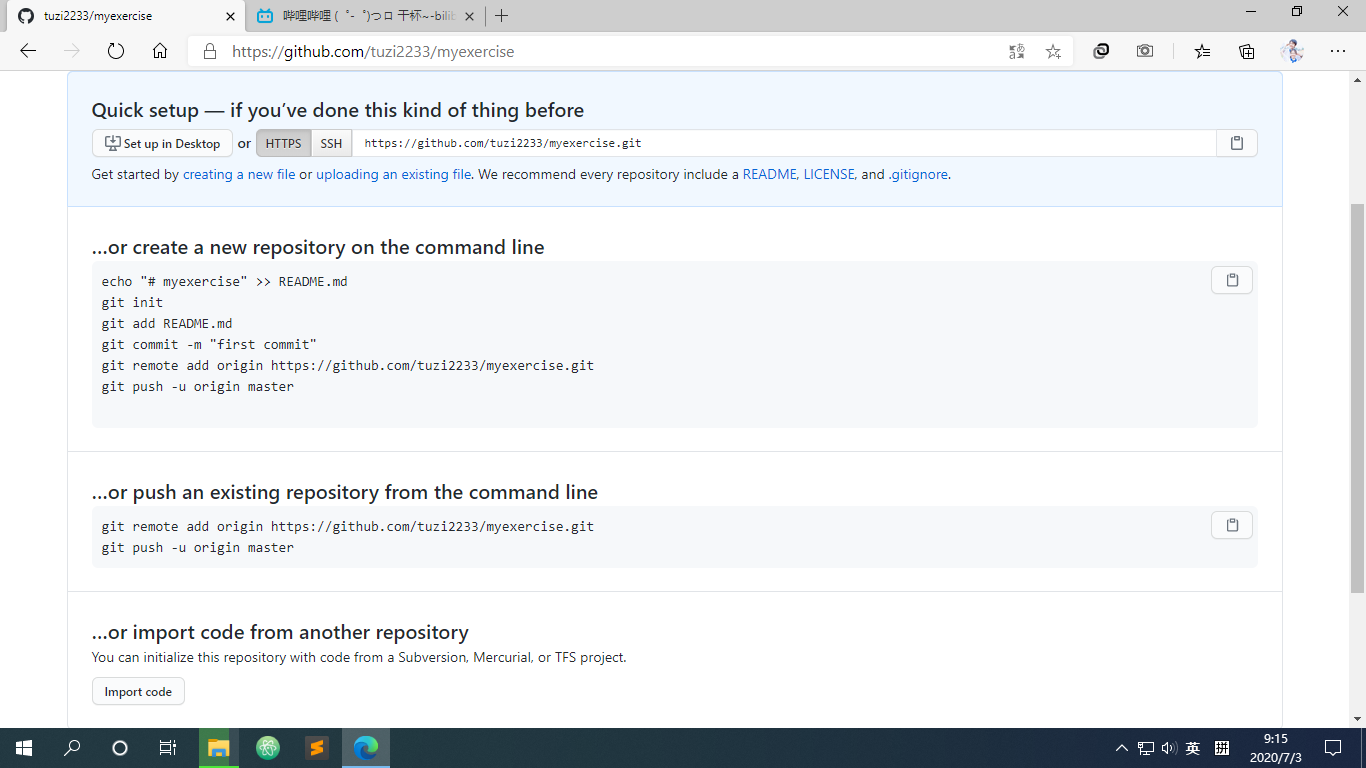 tuzi2233/myexercise
哔哩哔哩 (゜-゜)つロ 干杯~-bilib
https://github.com/tuzi2233/myexercise
Quick setup — if you’ve done this kind of thing before
Set up in Desktop or HTTPS SSH https://github.com/tuzi2233/myexercise.git
Get started by creating a new file or uploading an existing file. We recommend every repository include a README, LICENSE, and .gitignore.
…or create a new repository on the command line
echo "# myexercise" >> README.md
git init
git add README.md
git commit -m "first commit"
git remote add origin https://github.com/tuzi2233/myexercise.git
git push -u origin master
…or push an existing repository from the command line
git remote add origin https://github.com/tuzi2233/myexercise.git
git push -u origin master
…or import code from another repository
You can initialize this repository with code from a Subversion, Mercurial, or TFS project.
Import code
英 拼 9:15
2020/7/3